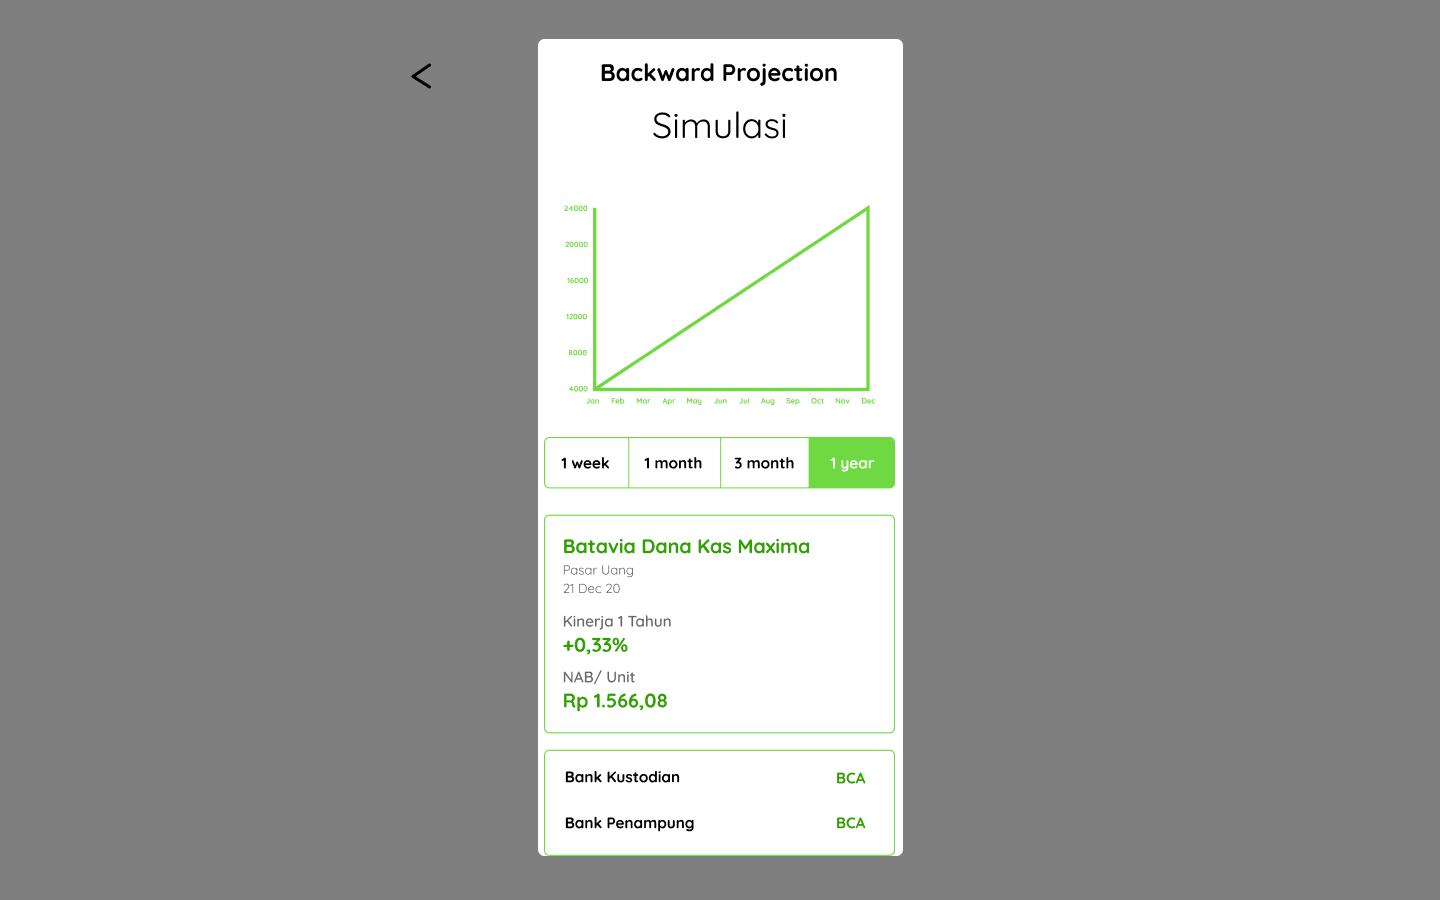 Backward Projection
Simulasi
24000
20000
16000
12000
8000
4000
Jan Feb Mar Apr May Jun Jul Aug Sep Oct Nov Dec
1 week 1 month 3 month 1 year
Batavia Dana Kas Maxima
Pasar Uang
21 Dec 20
Kinerja 1 Tahun
+0,33%
NAB/ Unit
Rp 1.566,08
Bank Kustodian BCA
Bank Penampung BCA